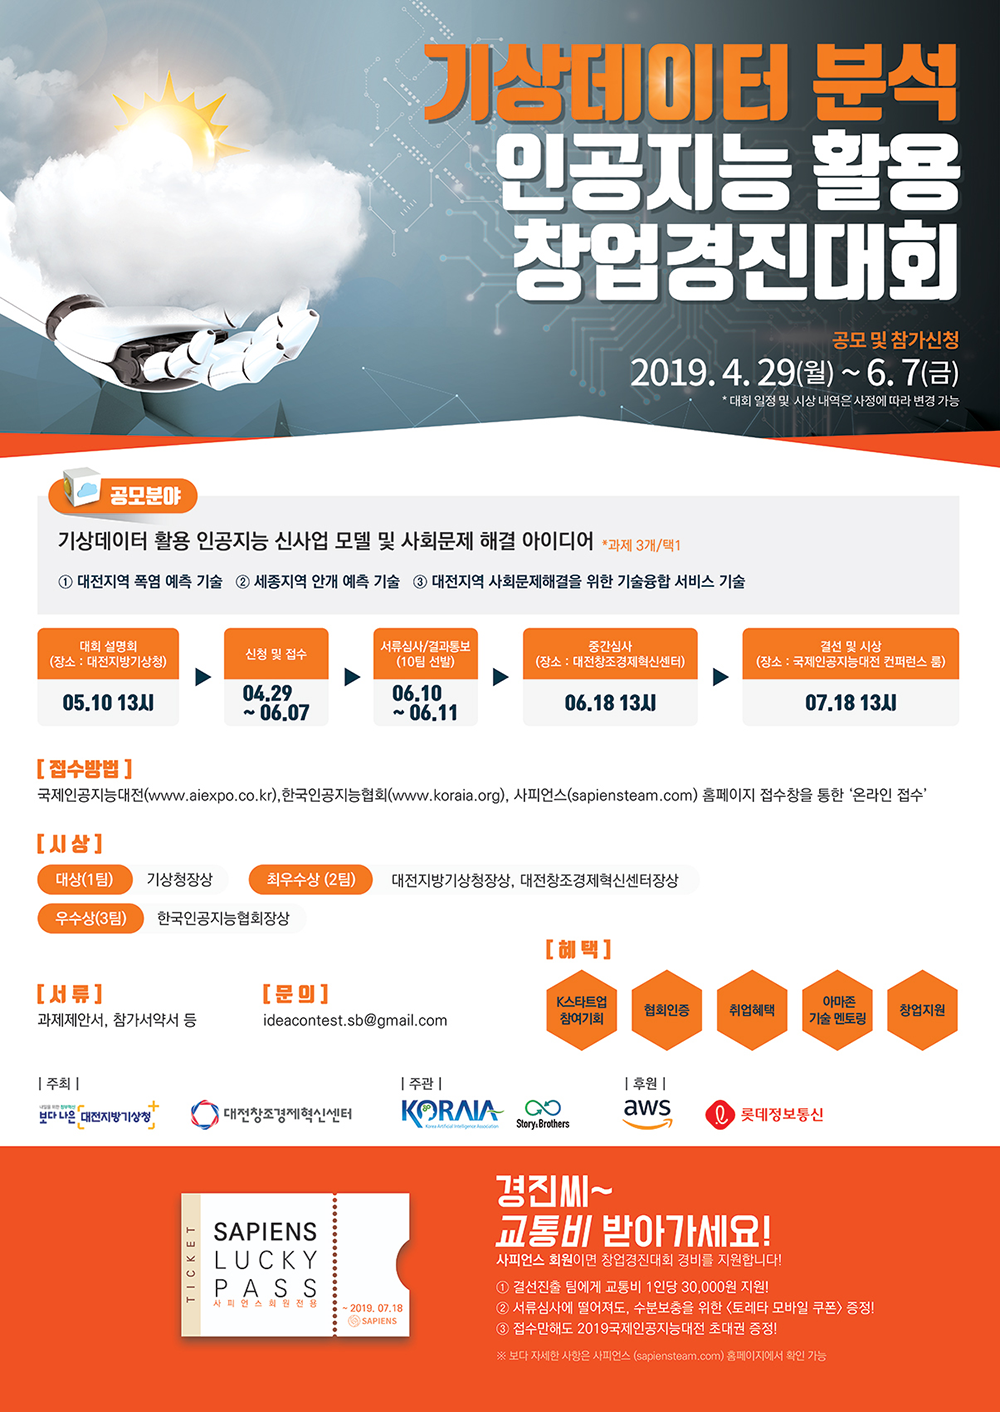 기상데이터 분석
인공지능 활용
창업경진대회
공모 및 참가신청
2019. 4. 29(월) ~ 6. 7(금)
* 대회 일정 및 시상 내역은 사정에 따라 변경 가능
공모분야
기상데이터 활용 인공지능 신사업 모델 및 사회문제 해결 아이디어 *과제 3개/택1
① 대전지역 폭염 예측 기술 ② 세종지역 안개 예측 기술 ③ 대전지역 사회문제해결을 위한 기술융합 서비스 기술
대회 설명회
(장소 : 대전지방기상청)
05.10 13시
신청 및 접수
04.29
~ 06.07
서류심사/결과통보
(10팀 선발)
06.10
~ 06.11
중간심사
(장소 : 대전창조경제혁신센터)
06.18 13시
결선 및 시상
(장소 : 국제인공지능대전 컨퍼런스 룸)
07.18 13시
[ 접수방법 ]
국제인공지능대전(www.aiexpo.co.kr),한국인공지능협회(www.koraia.org), 사피언스(sapiensteam.com) 홈페이지 접수창을 통한 ‘온라인 접수’
[ 시 상 ]
대상(1팀) 기상청장상 최우수상 (2팀) 대전지방기상청장상, 대전창조경제혁신센터장상
우수상(3팀) 한국인공지능협회장상
[ 서 류 ]
과제제안서, 참가서약서 등
[ 문 의 ]
ideacontest.sb@gmail.com
[ 혜 택 ]
K스타트업
참여기회
협회인증
취업혜택
아마존
기술 멘토링
창업지원
| 주최 |
내일을 위한 정부혁신
보다 나은 대전지방기상청
대전창조경제혁신센터
| 주관 |
KORAIA
Korea Artificial Intelligence Association
Story&Brothers
| 후원 |
aws
롯데정보통신
TICKET
SAPIENS
LUCKY
PASS
사피언스회원전용
~ 2019. 07.18
SAPIENS
경진씨~
교통비 받아가세요!
사피언스 회원이면 창업경진대회 경비를 지원합니다!
① 결선진출 팀에게 교통비 1인당 30,000원 지원!
② 서류심사에 떨어져도, 수분보충을 위한 <토레타 모바일 쿠폰> 증정!
③ 접수만해도 2019국제인공지능대전 초대권 증정!
※ 보다 자세한 사항은 사피언스 (sapiensteam.com) 홈페이지에서 확인 가능